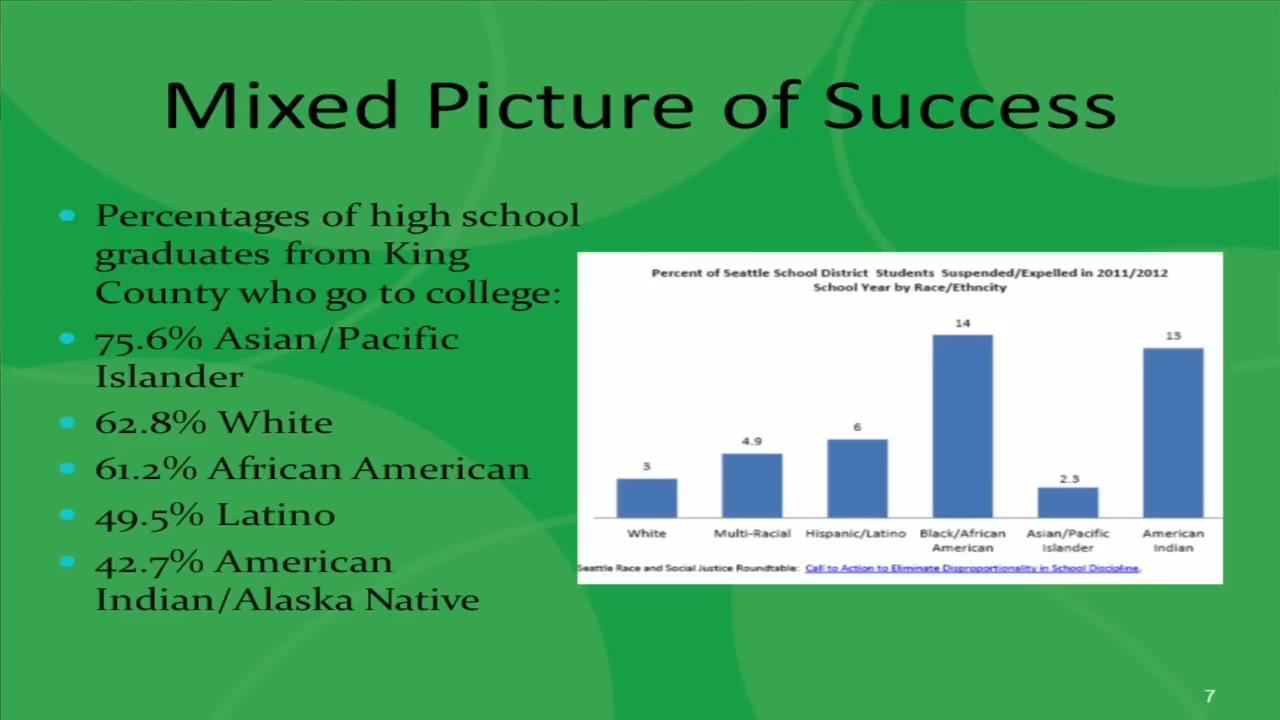 Mixed Picture of Success
Percentages of high school
graduates from King
County who go to college:
75.6% Asian/Pacific
Islander
62.8% White
61.2% African American
49.5% Latino
42.7% American
Indian/Alaska Native
Percent of Seattle School District Students Suspended/Expelled in 2011/2012
School Year by Race/Ethncity
3
4.9
6
14
2.3
13
White
Multi-Racial
Hispanic/Latino
Black/African
American
Asian/Pacific
Islander
American
Indian
Seattle Race and Social Justice Roundtable: Call to Action to Eliminate Disproportionality in School Discipline.
7